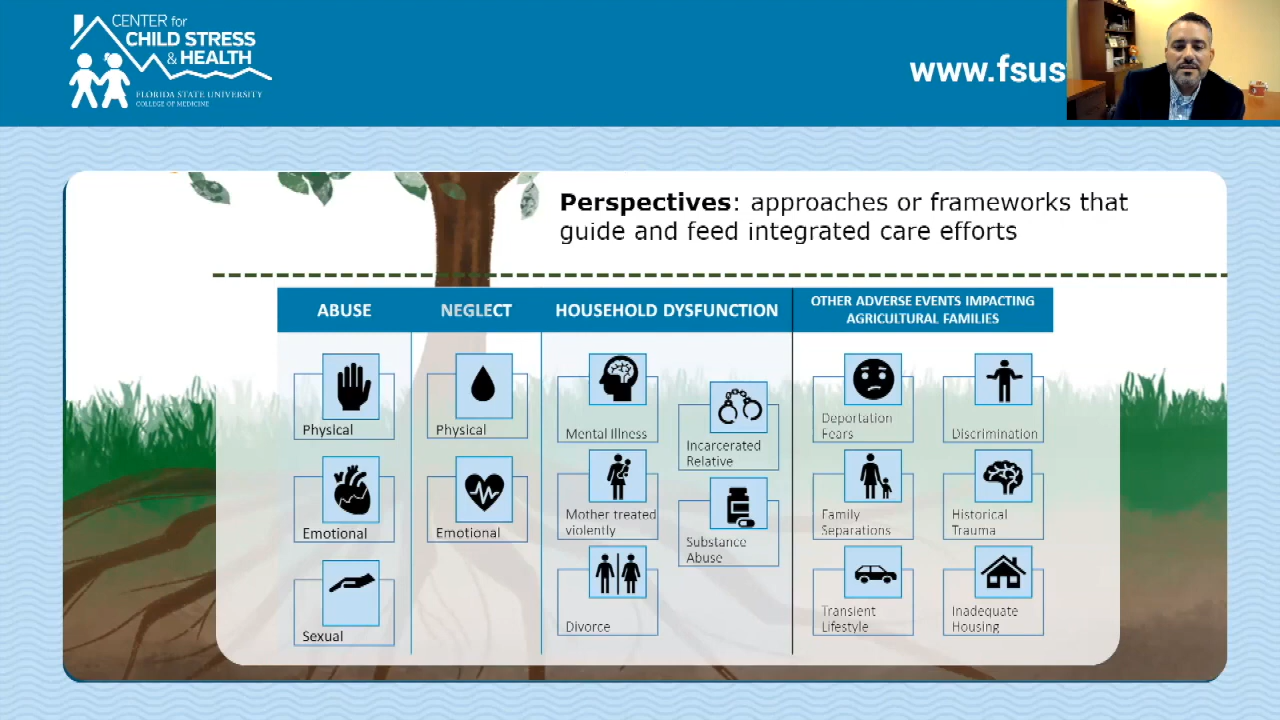 CENTER for
CHILD STRESS
& HEALTH
FLORIDA STATE UNIVERSITY
COLLEGE OF MEDICINE
www.fsus
Perspectives: approaches or frameworks that
guide and feed integrated care efforts
ABUSE
NEGLECT
HOUSEHOLD DYSFUNCTION
OTHER ADVERSE EVENTS IMPACTING
AGRICULTURAL FAMILIES
Physical
Emotional
Sexual
Physical
Emotional
Mental Illness
Mother treated
violently
Divorce
Incarcerated
Relative
Substance
Abuse
Deportation
Fears
Family
Separations
Transient
Lifestyle
Discrimination
Historical
Trauma
Inadequate
Housing